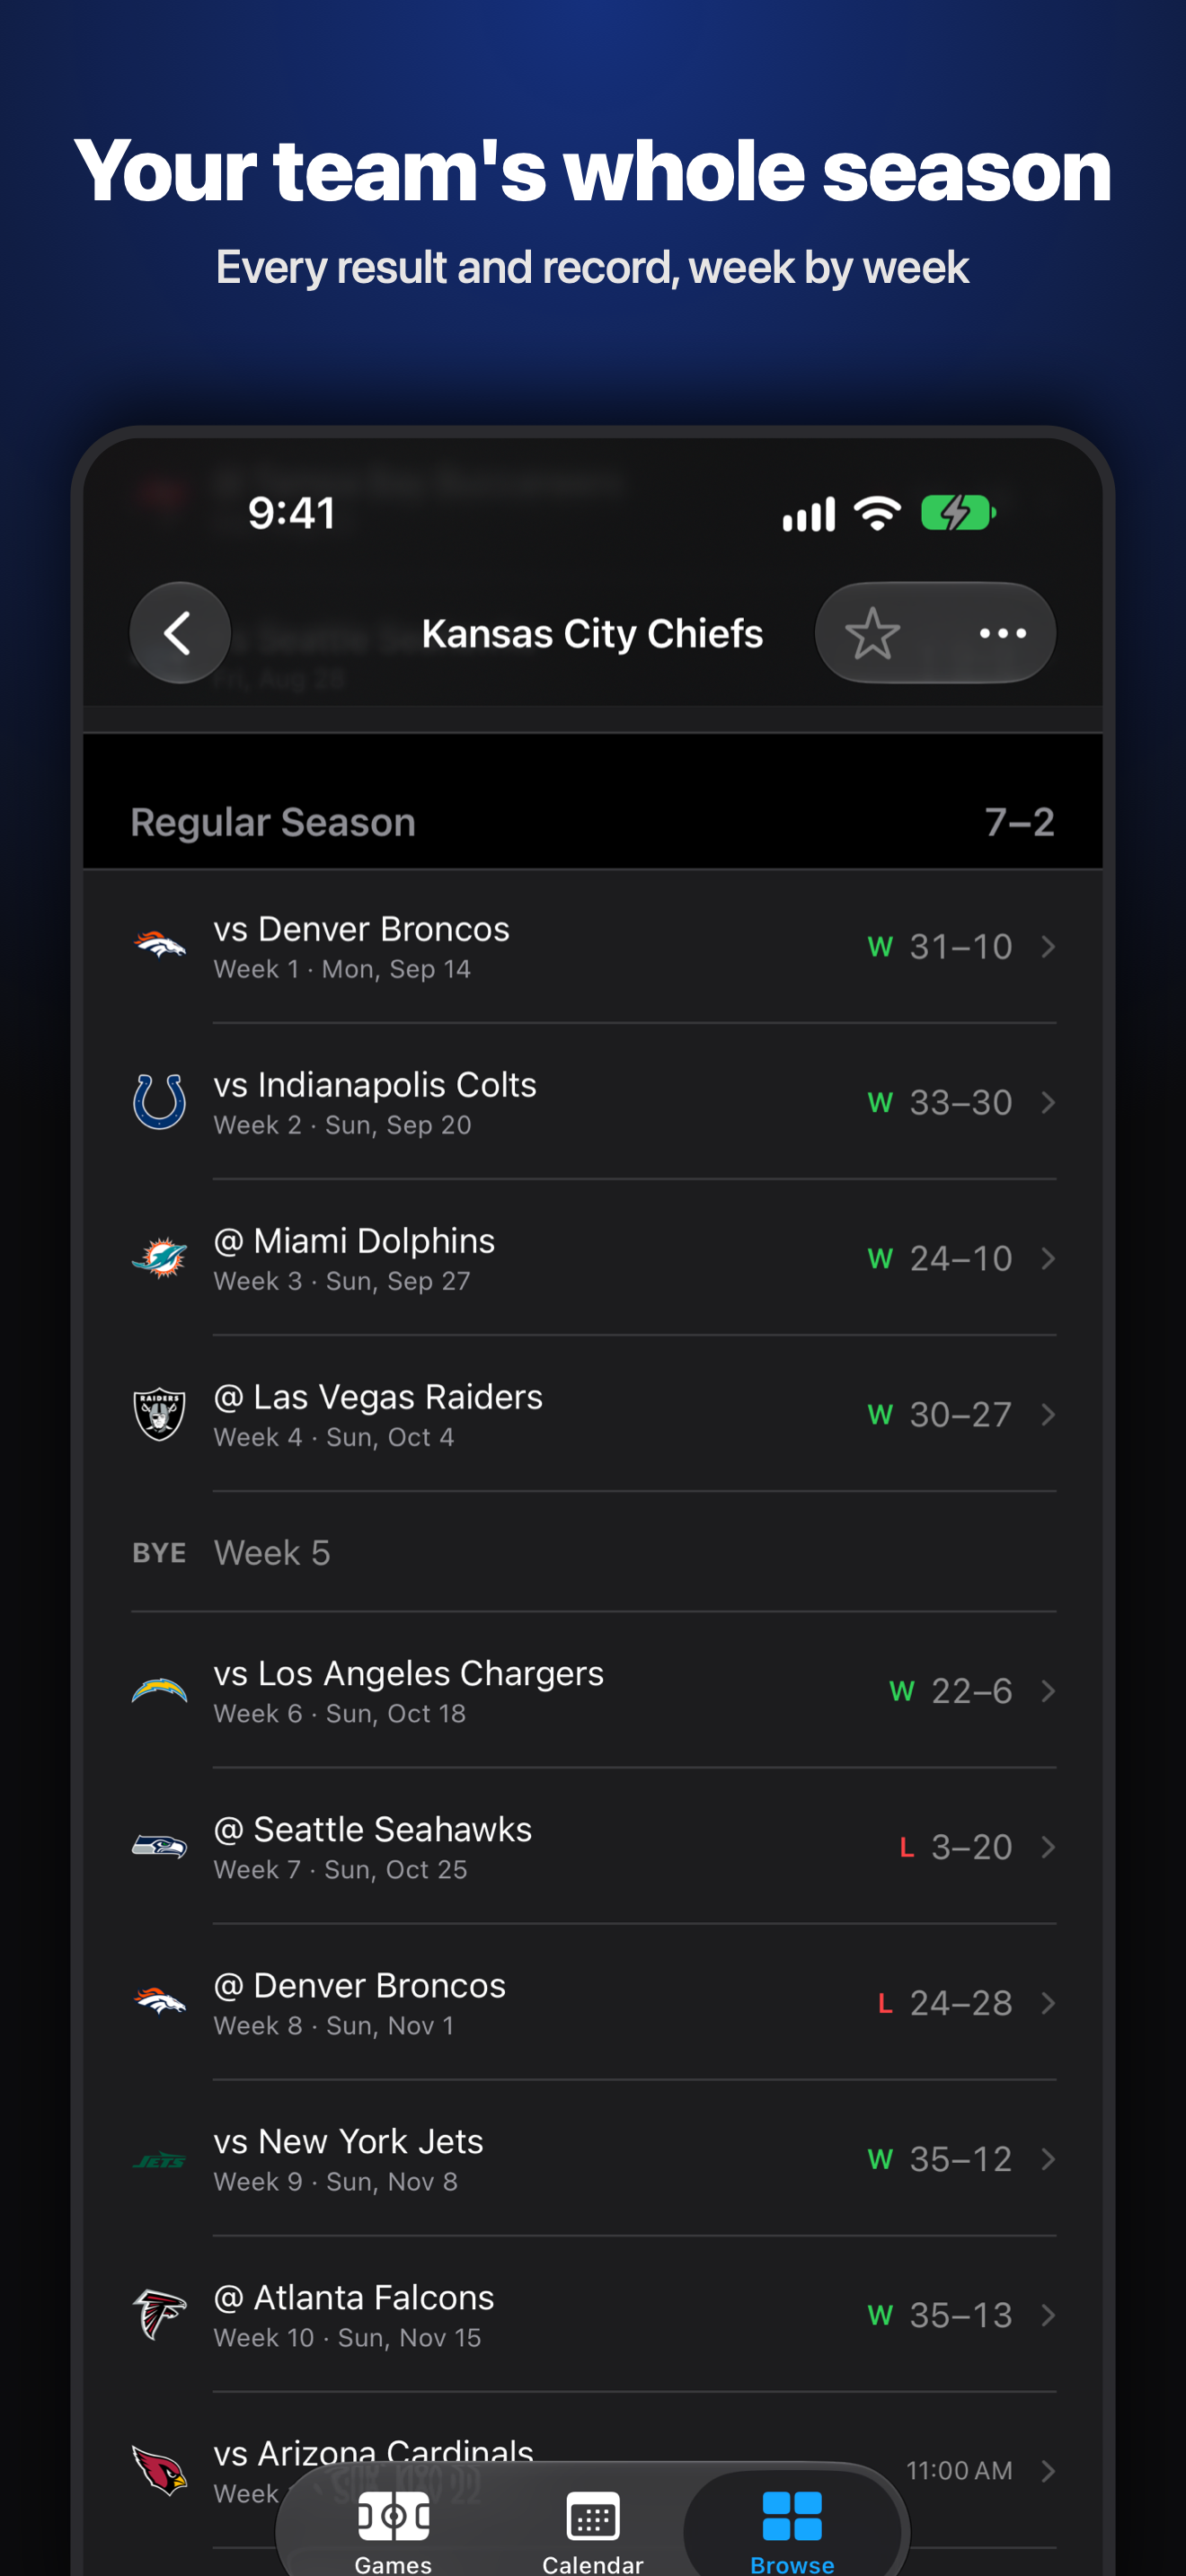 Your team's whole season
Every result and record, week by week
9:41
Kansas City Chiefs
Fri, Aug 28
Regular Season 7–2
vs Denver Broncos
Week 1 · Mon, Sep 14
W 31–10
vs Indianapolis Colts
Week 2 · Sun, Sep 20
W 33–30
@ Miami Dolphins
Week 3 · Sun, Sep 27
W 24–10
RAIDERS
@ Las Vegas Raiders
Week 4 · Sun, Oct 4
W 30–27
BYE Week 5
vs Los Angeles Chargers
Week 6 · Sun, Oct 18
W 22–6
@ Seattle Seahawks
Week 7 · Sun, Oct 25
L 3–20
@ Denver Broncos
Week 8 · Sun, Nov 1
L 24–28
JETS
vs New York Jets
Week 9 · Sun, Nov 8
W 35–12
@ Atlanta Falcons
Week 10 · Sun, Nov 15
W 35–13
vs Arizona Cardinals
Week
11:00 AM
Games Calendar Browse